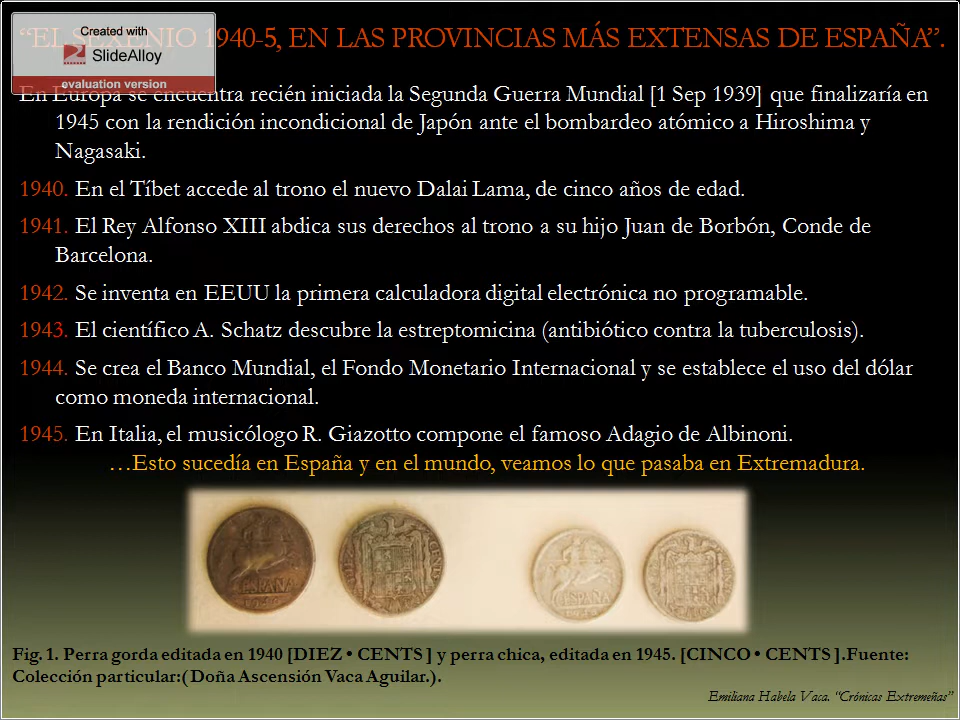 Created with
SlideAlloy
evaluation version
“EL SEXENIO 1940-5, EN LAS PROVINCIAS MÁS EXTENSAS DE ESPAÑA”.
En Europa se encuentra recién iniciada la Segunda Guerra Mundial [1 Sep 1939] que finalizaría en
1945 con la rendición incondicional de Japón ante el bombardeo atómico a Hiroshima y
Nagasaki.
1940. En el Tíbet accede al trono el nuevo Dalai Lama, de cinco años de edad.
1941. El Rey Alfonso XIII abdica sus derechos al trono a su hijo Juan de Borbón, Conde de
Barcelona.
1942. Se inventa en EEUU la primera calculadora digital electrónica no programable.
1943. El científico A. Schatz descubre la estreptomicina (antibiótico contra la tuberculosis).
1944. Se crea el Banco Mundial, el Fondo Monetario Internacional y se establece el uso del dólar
como moneda internacional.
1945. En Italia, el musicólogo R. Giazotto compone el famoso Adagio de Albinoni.
…Esto sucedía en España y en el mundo, veamos lo que pasaba en Extremadura.
ESPAÑA
Fig. 1. Perra gorda editada en 1940 [DIEZ • CENTS ] y perra chica, editada en 1945. [CINCO • CENTS ].Fuente:
Colección particular:( Doña Ascensión Vaca Aguilar.).
Emiliana Habela Vaca. “Crónicas Extremeñas”